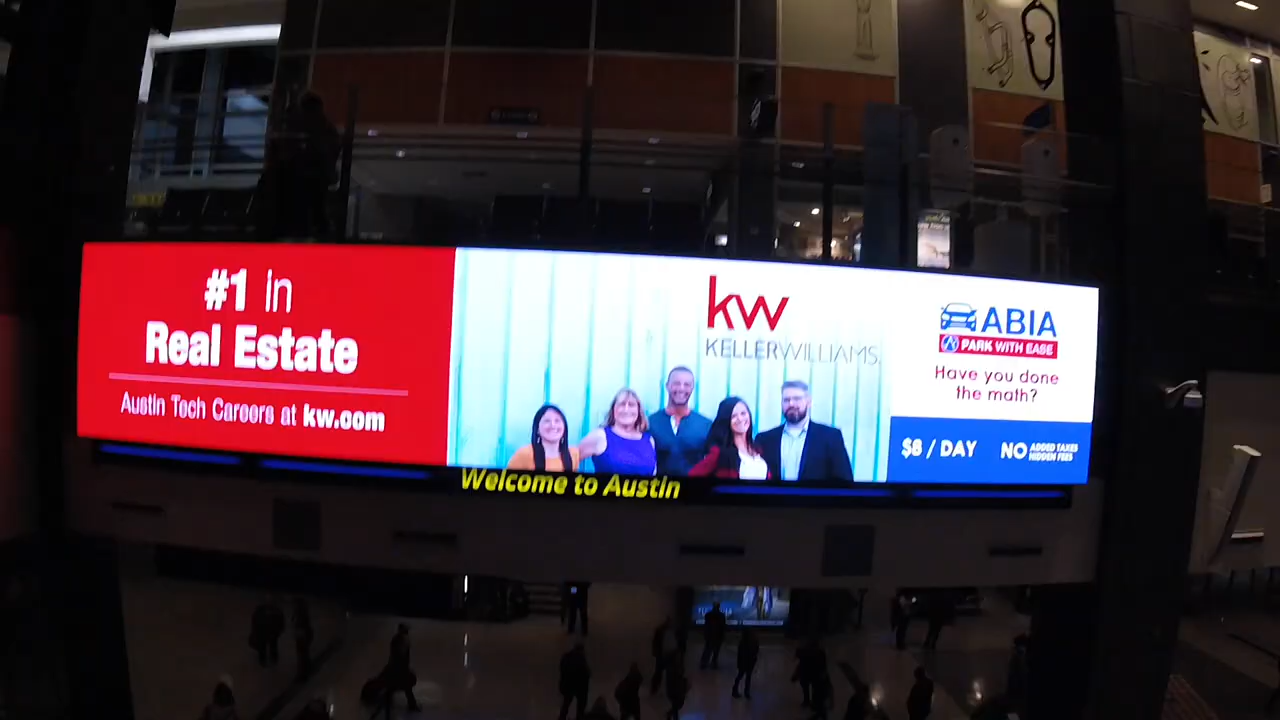 #1 in
Real Estate
Austin Tech Careers at kw.com
kw
KELLERWILLIAMS.
ABIA
PARK WITH EASE
Have you done
the math?
$8 / DAY
NO ADDED TAXES
HIDDEN FEES
Welcome to Austin